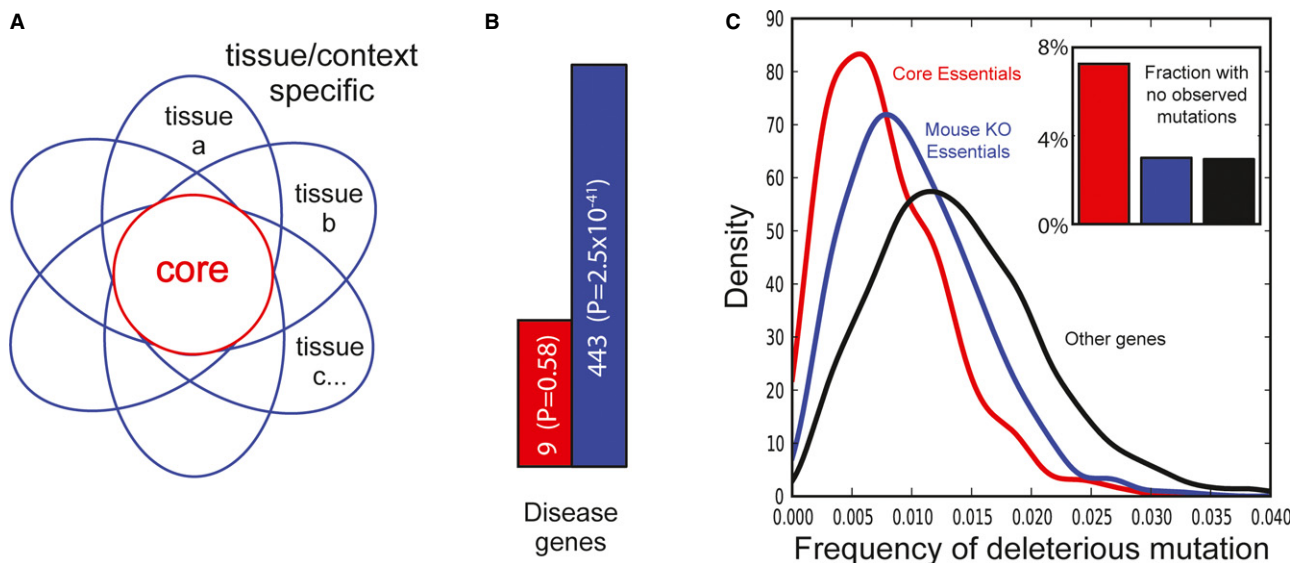 A
tissue/context
specific
tissue
a
tissue
b
core
tissue
c...
B
9 (P=0.58)
443 (P=2.5x10⁻⁴¹)
Disease
genes
C
90
80
70
60
50
40
30
20
10
0
Density
Core Essentials
Mouse KO
Essentials
Other genes
8%
4%
0%
Fraction with
no observed
mutations
0.000 0.005 0.010 0.015 0.020 0.025 0.030 0.035 0.040
Frequency of deleterious mutation